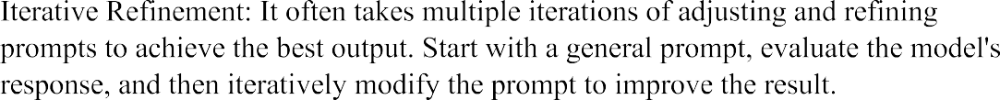 Iterative Refinement: It often takes multiple iterations of adjusting and refining
prompts to achieve the best output. Start with a general prompt, evaluate the model's
response, and then iteratively modify the prompt to improve the result.